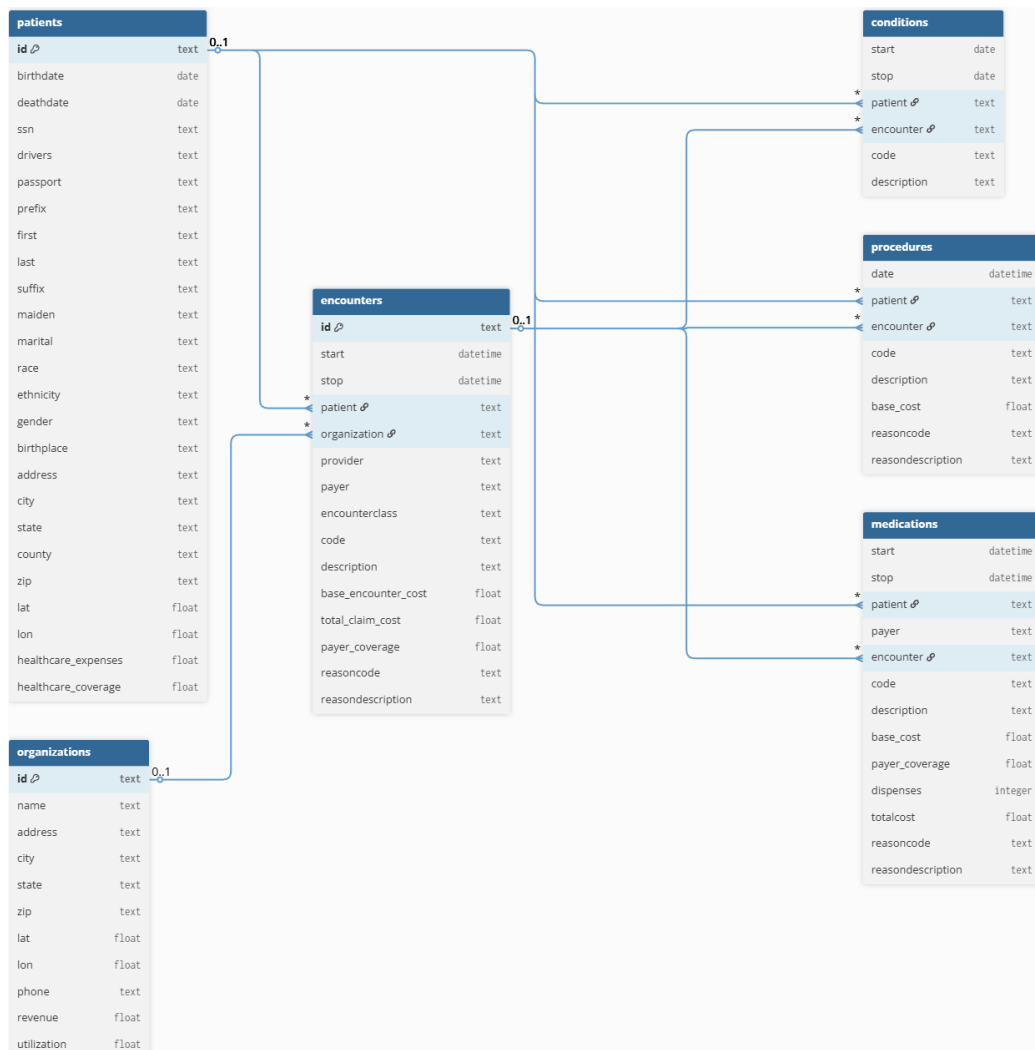 patients
id text
birthdate date
deathdate date
ssn text
drivers text
passport text
prefix text
first text
last text
suffix text
maiden text
marital text
race text
ethnicity text
gender text
birthplace text
address text
city text
state text
county text
zip text
lat float
lon float
healthcare_expenses float
healthcare_coverage float
0..1
organizations
id text
name text
address text
city text
state text
zip text
lat float
lon float
phone text
revenue float
utilization float
0..1
encounters
id text
start datetime
stop datetime
* patient text
* organization text
provider text
payer text
encounterclass text
code text
description text
base_encounter_cost float
total_claim_cost float
payer_coverage float
reasoncode text
reasondescription text
0..1
conditions
start date
stop date
* patient text
* encounter text
code text
description text
procedures
date datetime
* patient text
* encounter text
code text
description text
base_cost float
reasoncode text
reasondescription text
medications
start datetime
stop datetime
* patient text
payer text
* encounter text
code text
description text
base_cost float
payer_coverage float
dispenses integer
totalcost float
reasoncode text
reasondescription text